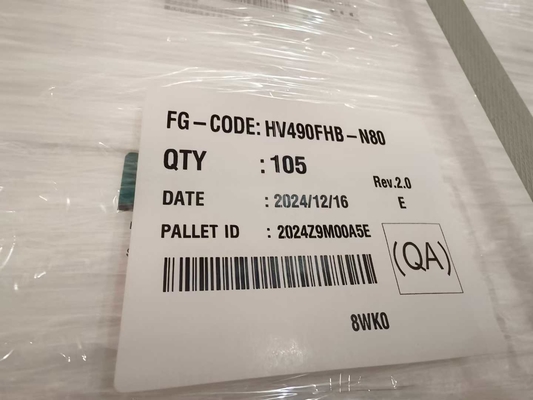 FG-CODE: HV490FHB-N80
QTY : 105
Rev.2.0
DATE : 2024/12/16 E
PALLET ID : 2024Z9M00A5E
(QA)
8WK0